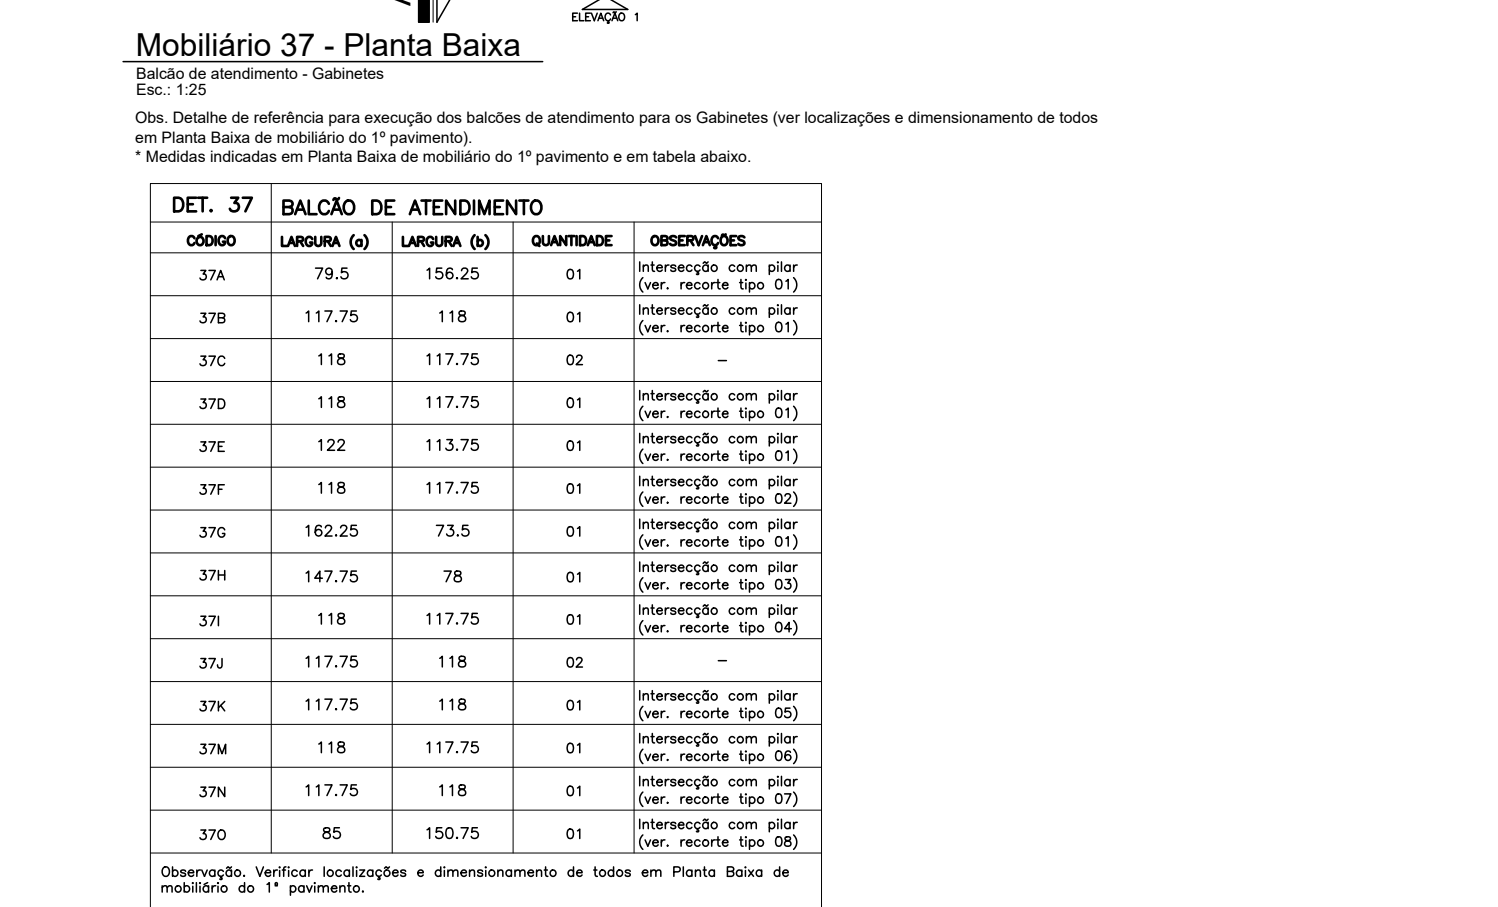 ELEVAÇÃO 1
Mobiliário 37 - Planta Baixa
Balcão de atendimento - Gabinetes
Esc.: 1:25
Obs. Detalhe de referência para execução dos balcões de atendimento para os Gabinetes (ver localizações e dimensionamento de todos
em Planta Baixa de mobiliário do 1º pavimento).
* Medidas indicadas em Planta Baixa de mobiliário do 1º pavimento e em tabela abaixo.
DET. 37 BALCÃO DE ATENDIMENTO
CÓDIGO LARGURA (a) LARGURA (b) QUANTIDADE OBSERVAÇÕES
37A 79.5 156.25 01 Intersecção com pilar
(ver. recorte tipo 01)
37B 117.75 118 01 Intersecção com pilar
(ver. recorte tipo 01)
37C 118 117.75 02 –
37D 118 117.75 01 Intersecção com pilar
(ver. recorte tipo 01)
37E 122 113.75 01 Intersecção com pilar
(ver. recorte tipo 01)
37F 118 117.75 01 Intersecção com pilar
(ver. recorte tipo 02)
37G 162.25 73.5 01 Intersecção com pilar
(ver. recorte tipo 01)
37H 147.75 78 01 Intersecção com pilar
(ver. recorte tipo 03)
37I 118 117.75 01 Intersecção com pilar
(ver. recorte tipo 04)
37J 117.75 118 02 –
37K 117.75 118 01 Intersecção com pilar
(ver. recorte tipo 05)
37M 118 117.75 01 Intersecção com pilar
(ver. recorte tipo 06)
37N 117.75 118 01 Intersecção com pilar
(ver. recorte tipo 07)
37O 85 150.75 01 Intersecção com pilar
(ver. recorte tipo 08)
Observação. Verificar localizações e dimensionamento de todos em Planta Baixa de
mobiliário do 1° pavimento.